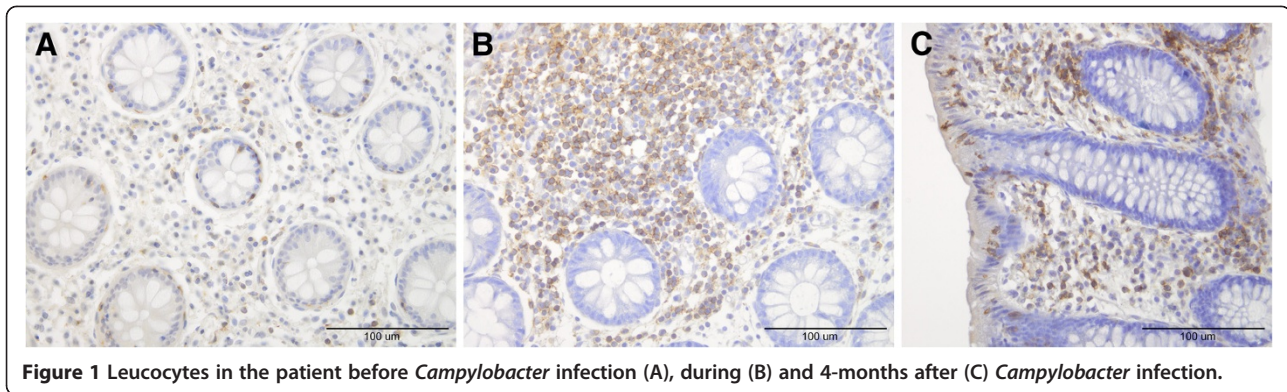 A
B
C
100 um
100 um
100 um
Figure 1 Leucocytes in the patient before Campylobacter infection (A), during (B) and 4-months after (C) Campylobacter infection.